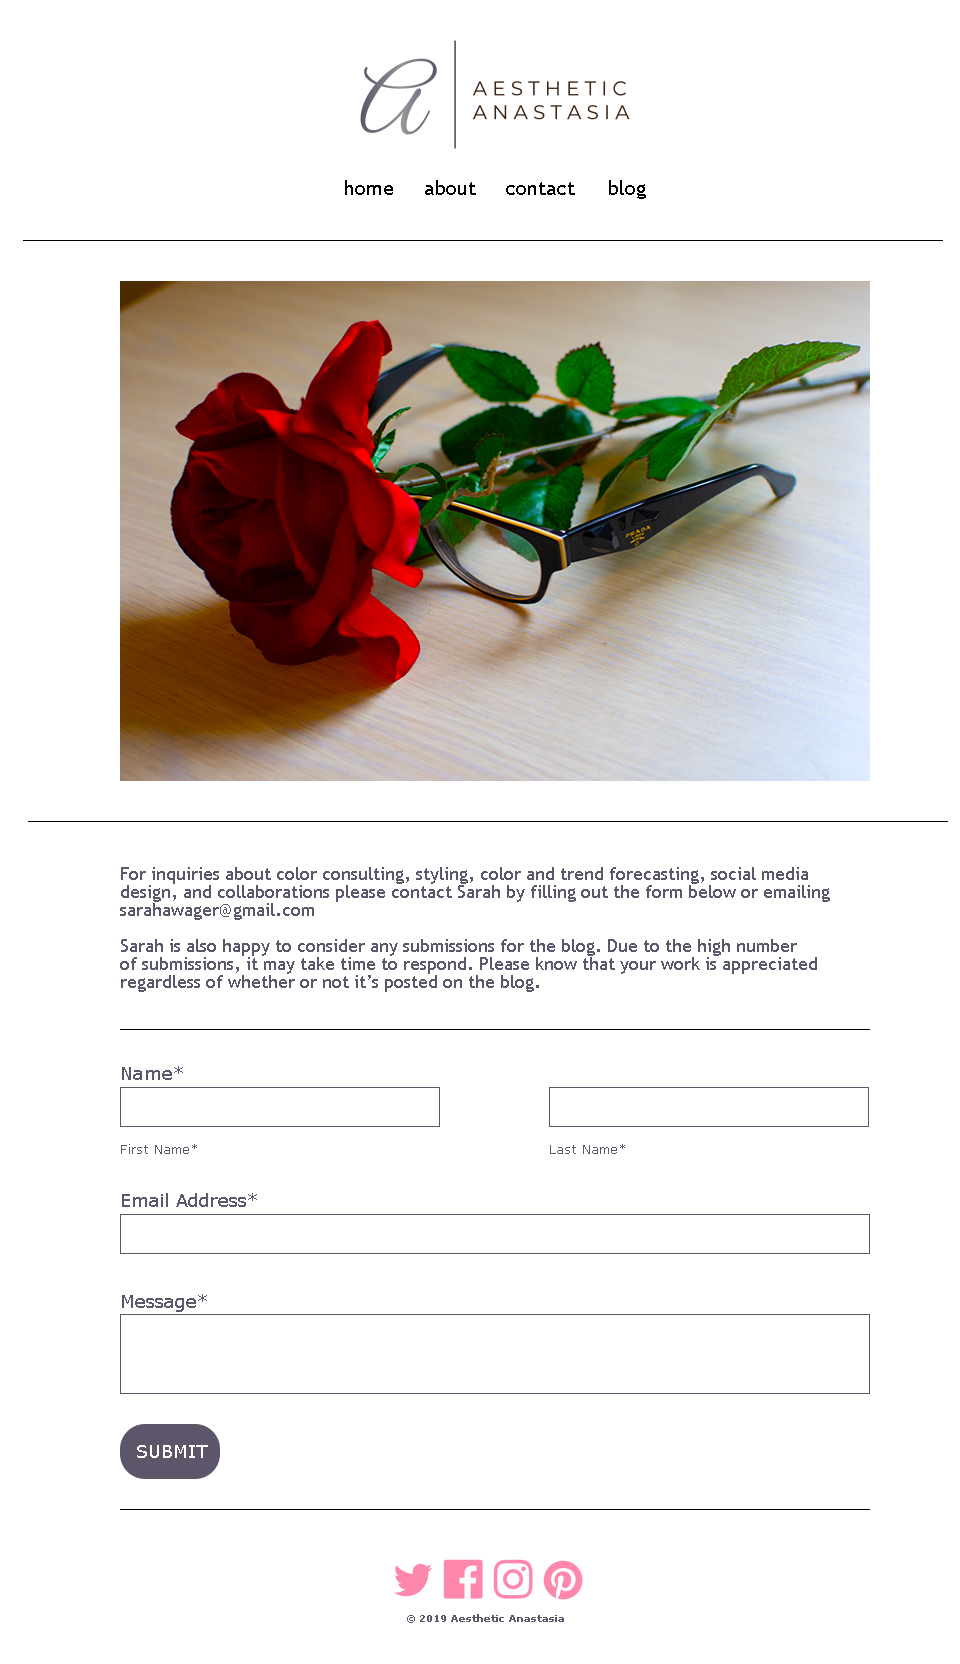 a
AESTHETIC
ANASTASIA
home about contact blog
PRADA
For inquiries about color consulting, styling, color and trend forecasting, social media
design, and collaborations please contact Sarah by filling out the form below or emailing
sarahawager@gmail.com
Sarah is also happy to consider any submissions for the blog. Due to the high number
of submissions, it may take time to respond. Please know that your work is appreciated
regardless of whether or not it’s posted on the blog.
Name*
First Name* Last Name*
Email Address*
Message*
SUBMIT
© 2019 Aesthetic Anastasia